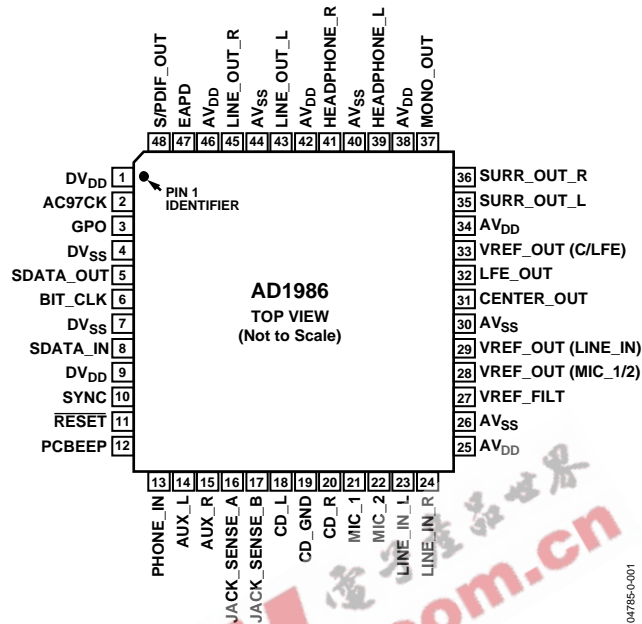 S/PDIF_OUT
EAPD
AVDD
LINE_OUT_R
AVSS
LINE_OUT_L
AVDD
HEADPHONE_R
AVSS
HEADPHONE_L
AVDD
MONO_OUT
48 47 46 45 44 43 42 41 40 39 38 37
DVDD 1
AC97CK 2
GPO 3
DVSS 4
SDATA_OUT 5
BIT_CLK 6
DVSS 7
SDATA_IN 8
DVDD 9
SYNC 10
RESET 11
PCBEEP 12
PIN 1
IDENTIFIER
AD1986
TOP VIEW
(Not to Scale)
36 SURR_OUT_R
35 SURR_OUT_L
34 AVDD
33 VREF_OUT (C/LFE)
32 LFE_OUT
31 CENTER_OUT
30 AVSS
29 VREF_OUT (LINE_IN)
28 VREF_OUT (MIC_1/2)
27 VREF_FILT
26 AVSS
25 AVDD
13 14 15 16 17 18 19 20 21 22 23 24
PHONE_IN
AUX_L
AUX_R
JACK_SENSE_A
JACK_SENSE_B
CD_L
CD_GND
CD_R
MIC_1
MIC_2
LINE_IN_L
LINE_IN_R
om.cn
04785-0-001